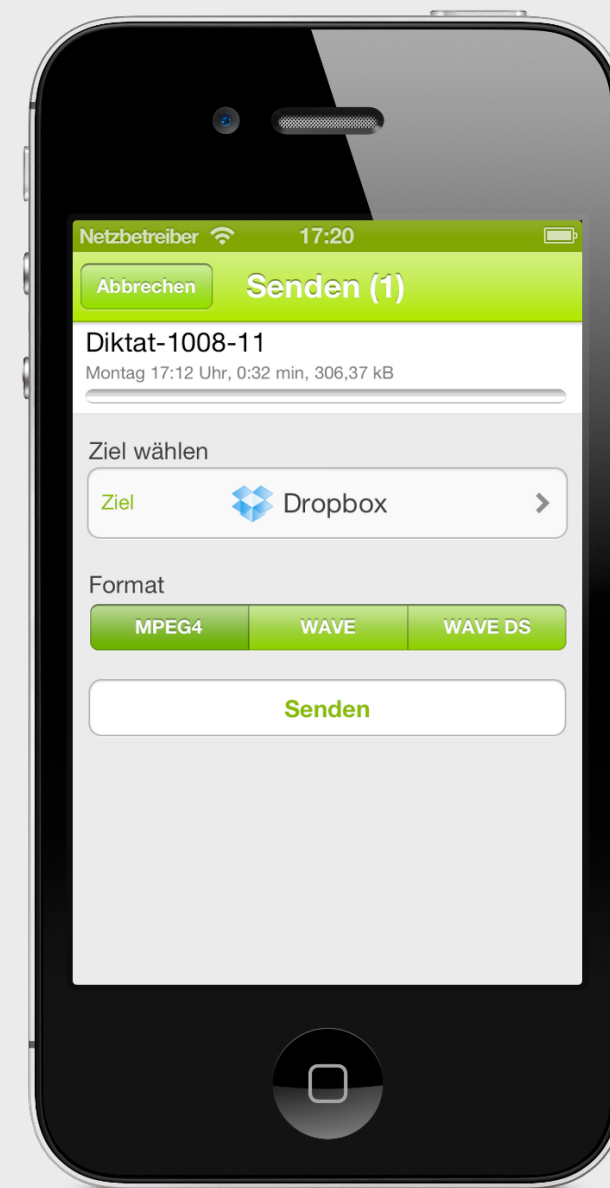 Netzbetreiber 17:20
Abbrechen Senden (1)
Diktat-1008-11
Montag 17:12 Uhr, 0:32 min, 306,37 kB
Ziel wählen
Ziel Dropbox
Format
MPEG4 WAVE WAVE DS
Senden